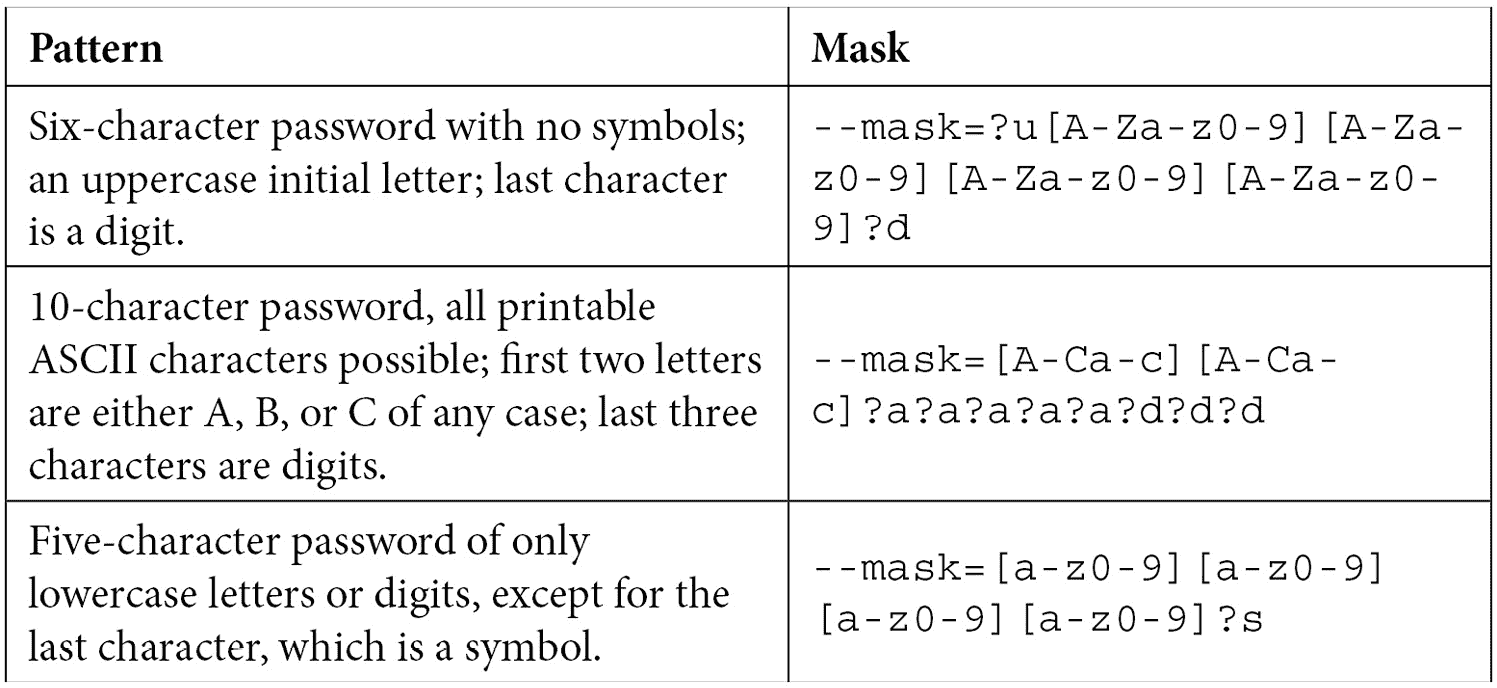 Pattern
Mask
Six-character password with no symbols;
an uppercase initial letter; last character
is a digit.
--mask=?u[A-Za-z0-9][A-Za-
z0-9][A-Za-z0-9][A-Za-z0-
9]?d
10-character password, all printable
ASCII characters possible; first two letters
are either A, B, or C of any case; last three
characters are digits.
--mask=[A-Ca-c][A-Ca-
c]?a?a?a?a?a?d?d?d
Five-character password of only
lowercase letters or digits, except for the
last character, which is a symbol.
--mask=[a-z0-9][a-z0-9]
[a-z0-9][a-z0-9]?s